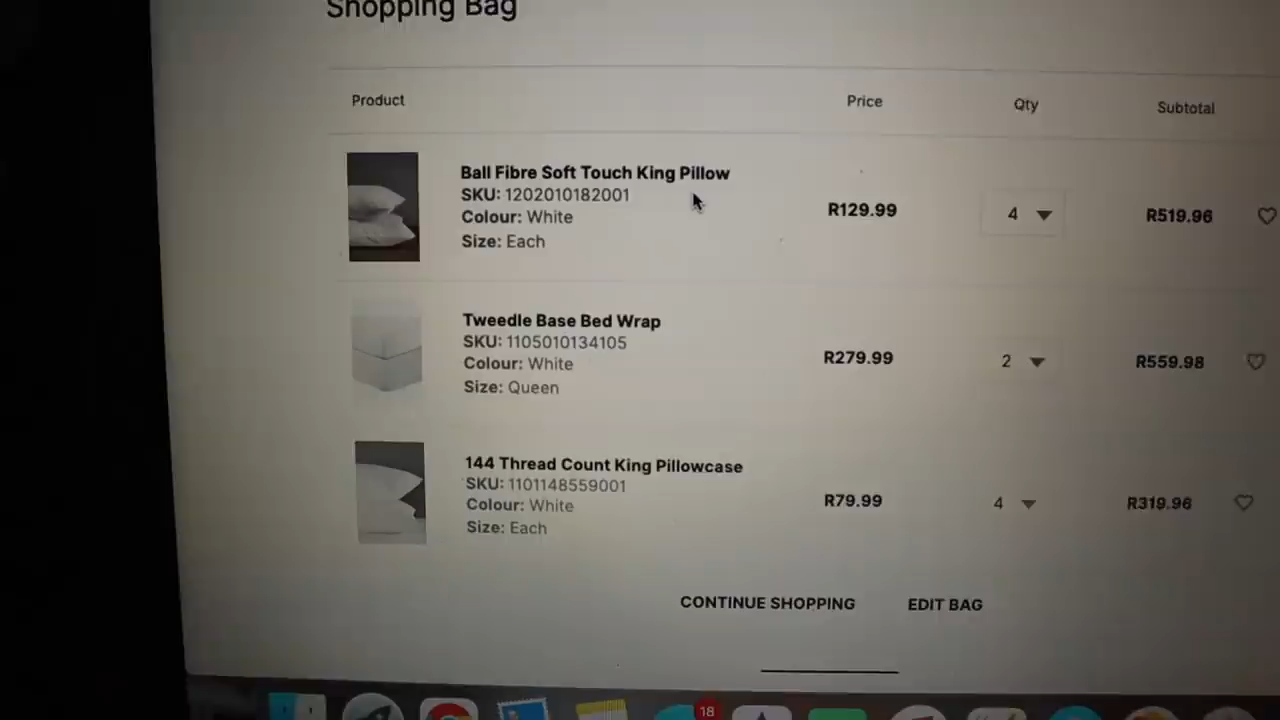 Shopping Bag
Product Price Qty Subtotal
Ball Fibre Soft Touch King Pillow
SKU: 1202010182001
Colour: White
Size: Each
R129.99 4 R519.96
Tweedle Base Bed Wrap
SKU: 1105010134105
Colour: White
Size: Queen
R279.99 2 R559.98
144 Thread Count King Pillowcase
SKU: 1101148559001
Colour: White
Size: Each
R79.99 4 R319.96
CONTINUE SHOPPING EDIT BAG
18